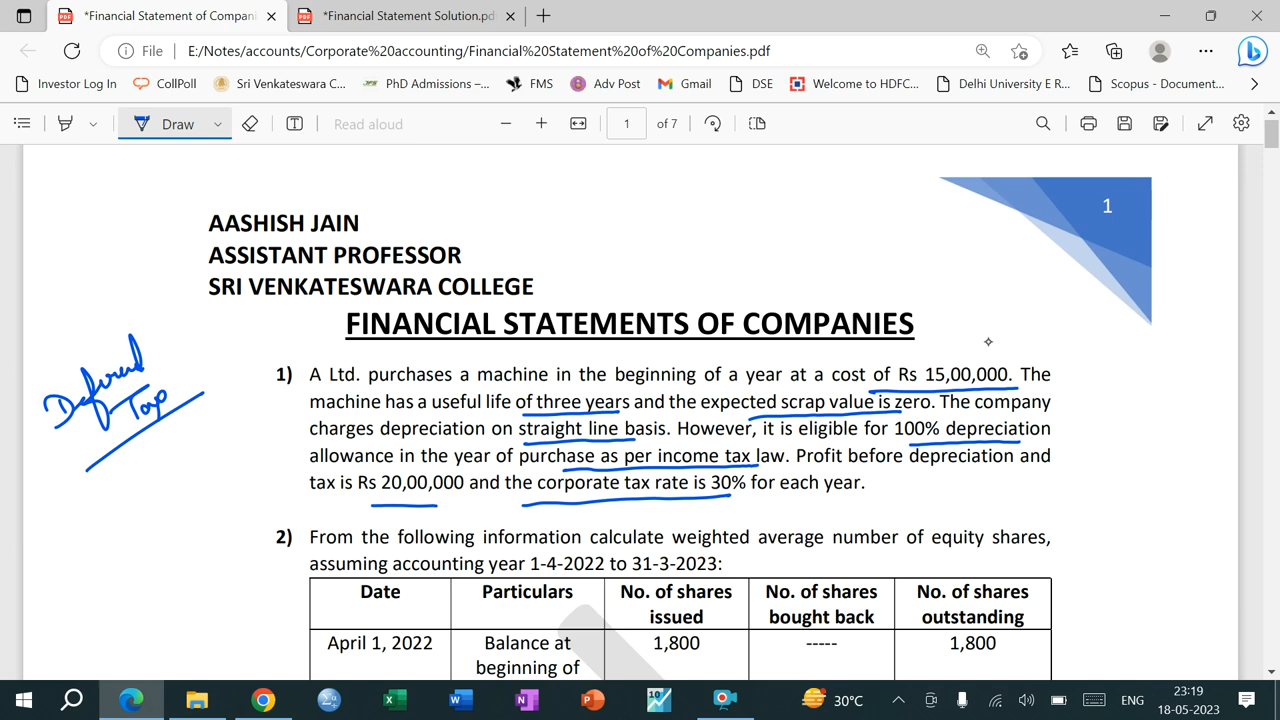 *Financial Statement of Compani
*Financial Statement Solution.pdf
File
E:/Notes/accounts/Corporate%20accounting/Financial%20Statement%20of%20Companies.pdf
Investor Log In
CollPoll
Sri Venkateswara C...
PhD Admissions –...
FMS
Adv Post
Gmail
DSE
Welcome to HDFC...
Delhi University E R...
Scopus - Document...
Draw
Read aloud
1
of 7
1
AASHISH JAIN
ASSISTANT PROFESSOR
SRI VENKATESWARA COLLEGE
FINANCIAL STATEMENTS OF COMPANIES
Deferred
Tax
1) A Ltd. purchases a machine in the beginning of a year at a cost of Rs 15,00,000. The
machine has a useful life of three years and the expected scrap value is zero. The company
charges depreciation on straight line basis. However, it is eligible for 100% depreciation
allowance in the year of purchase as per income tax law. Profit before depreciation and
tax is Rs 20,00,000 and the corporate tax rate is 30% for each year.
2) From the following information calculate weighted average number of equity shares,
assuming accounting year 1-4-2022 to 31-3-2023:
Date Particulars No. of shares issued No. of shares bought back No. of shares outstanding
April 1, 2022 Balance at beginning of 1,800 ----- 1,800
10
30°C
ENG
23:19
18-05-2023